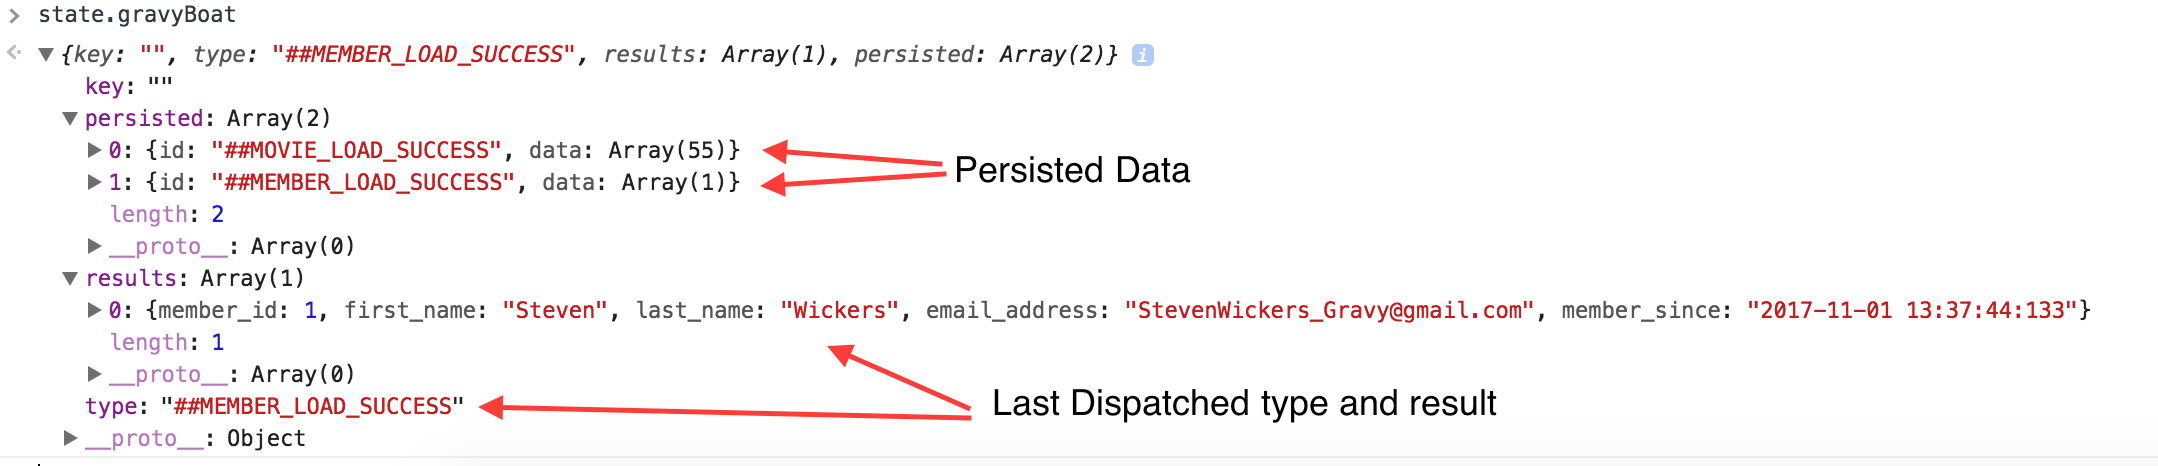 > state.gravyBoat
{key: "", type: "##MEMBER_LOAD_SUCCESS", results: Array(1), persisted: Array(2)} i
key: ""
persisted: Array(2)
0: {id: "##MOVIE_LOAD_SUCCESS", data: Array(55)}
Persisted Data
1: {id: "##MEMBER_LOAD_SUCCESS", data: Array(1)}
length: 2
__proto__: Array(0)
results: Array(1)
0: {member_id: 1, first_name: "Steven", last_name: "Wickers", email_address: "StevenWickers_Gravy@gmail.com", member_since: "2017-11-01 13:37:44:133"}
length: 1
__proto__: Array(0)
type: "##MEMBER_LOAD_SUCCESS"
Last Dispatched type and result
__proto__: Object